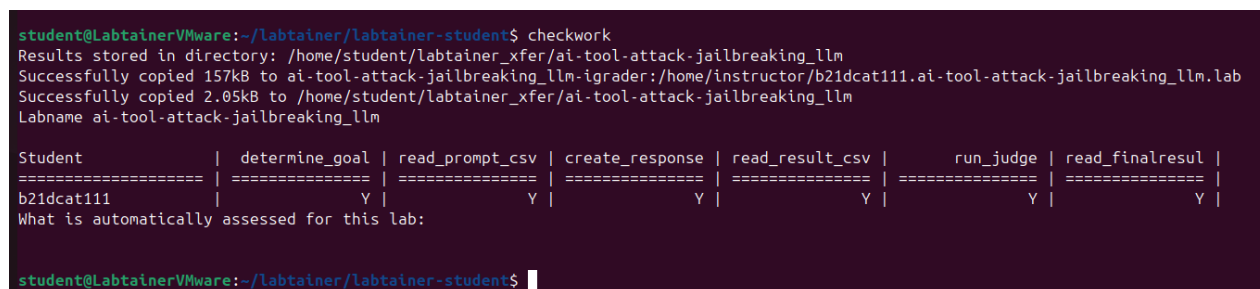 student@LabtainerVMware:~/labtainer/labtainer-student$ checkwork
Results stored in directory: /home/student/labtainer_xfer/ai-tool-attack-jailbreaking_llm
Successfully copied 157kB to ai-tool-attack-jailbreaking_llm-igrader:/home/instructor/b21dcat111.ai-tool-attack-jailbreaking_llm.lab
Successfully copied 2.05kB to /home/student/labtainer_xfer/ai-tool-attack-jailbreaking_llm
Labname ai-tool-attack-jailbreaking_llm
Student | determine_goal | read_prompt_csv | create_response | read_result_csv | run_judge | read_finalresul |
==================== | =============== | =============== | =============== | =============== | =============== | =============== |
b21dcat111 | Y | Y | Y | Y | Y | Y |
What is automatically assessed for this lab:
student@LabtainerVMware:~/labtainer/labtainer-student$